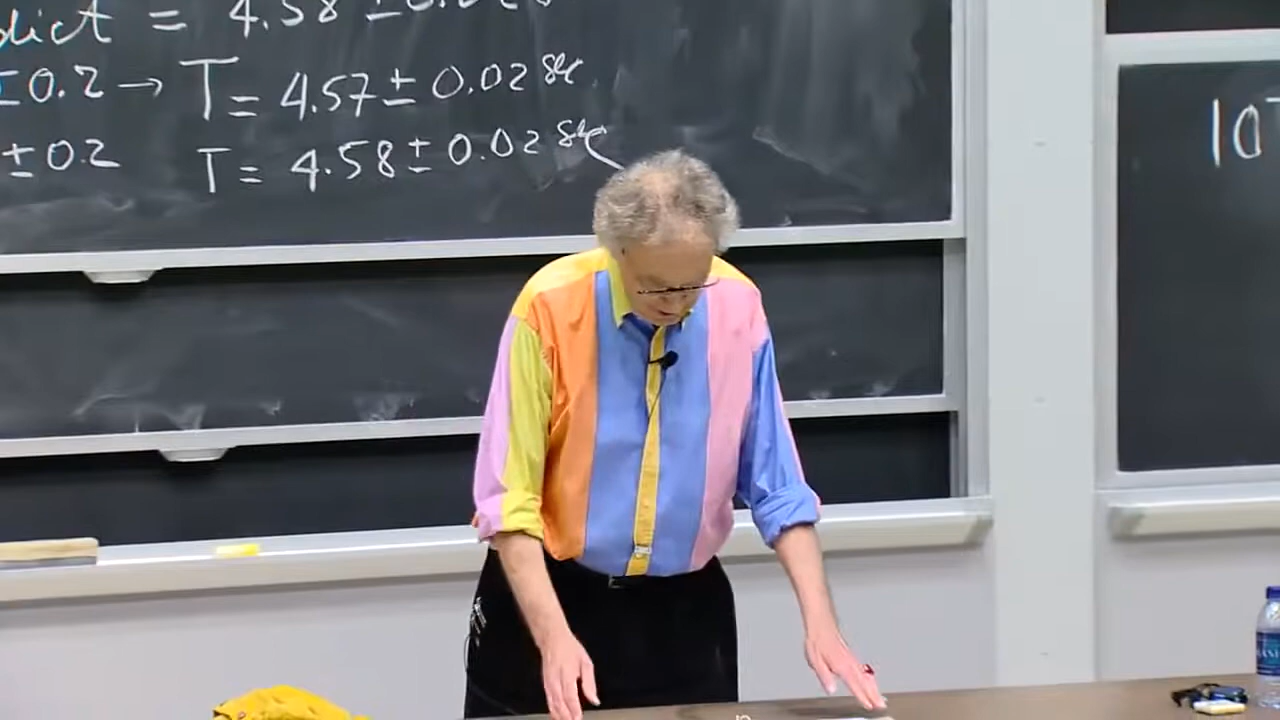 dict = 4.58 ±
±0.2 → T = 4.57 ± 0.02 sec
±0.2 T = 4.58 ± 0.02 sec
10